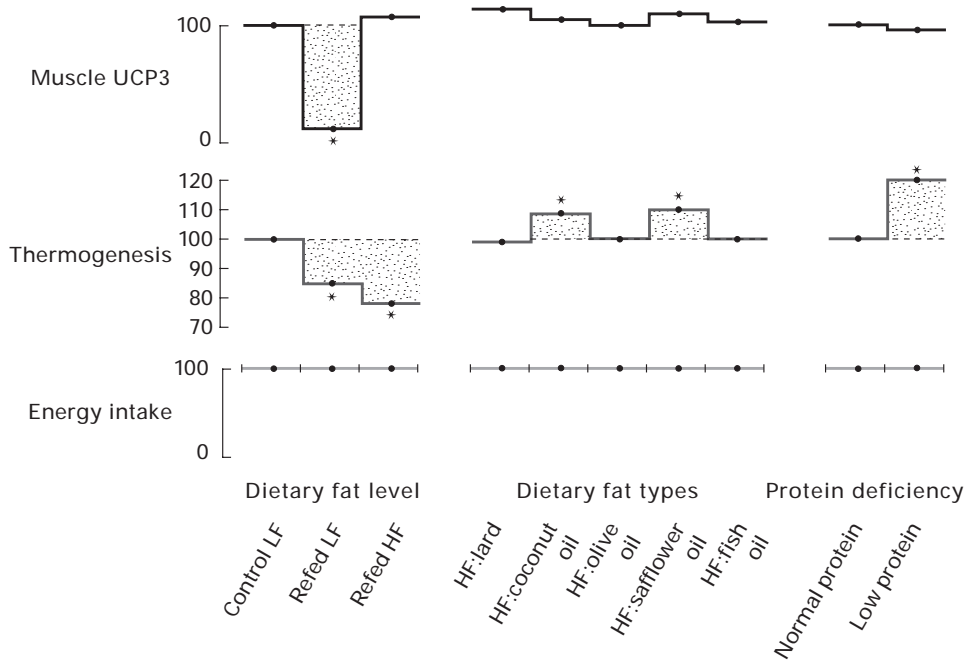 100
Muscle UCP3
0
*
120
*
*
*
110
100
Thermogenesis
90
80
*
*
70
100
Energy intake
0
Dietary fat level
Dietary fat types
Protein deficiency
Control LF
Refed LF
Refed HF
HF:lard
HF:coconut
oil
HF:olive
oil
HF:safflower
oil
HF:fish
oil
Normal protein
Low protein